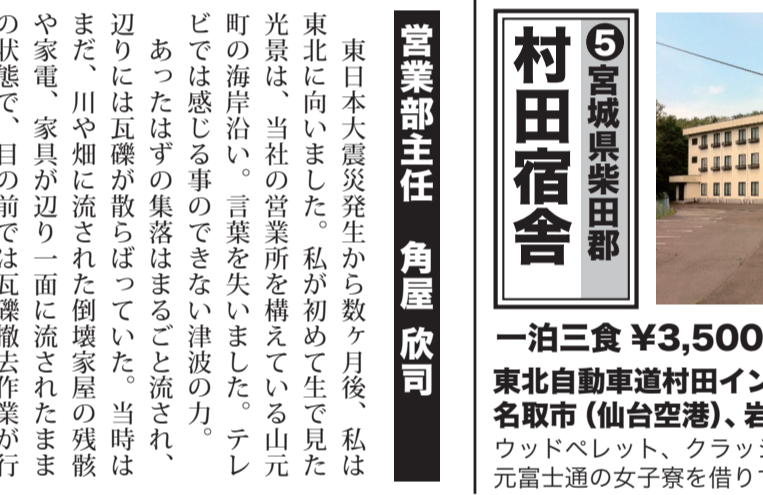 営業部主任　角屋 欣司
　東日本大震災発生から数ヶ月後、私は
東北に向いました。私が初めて生で見た
光景は、当社の営業所を構えている山元
町の海岸沿い。言葉を失いました。テレ
ビでは感じる事のできない津波の力。
　あったはずの集落はまるごと流され、
辺りには瓦礫が散らばっていた。当時は
まだ、川や畑に流された倒壊家屋の残骸
や家電、家具が辺り一面に流されたまま
の状態で、目の前では瓦礫撤去作業が行
❺宮城県柴田郡
村田宿舎
一泊三食 ¥3,500
東北自動車道村田イン
名取市（仙台空港）、岩
ウッドペレット、クラッシ
元富士通の女子寮を借りて